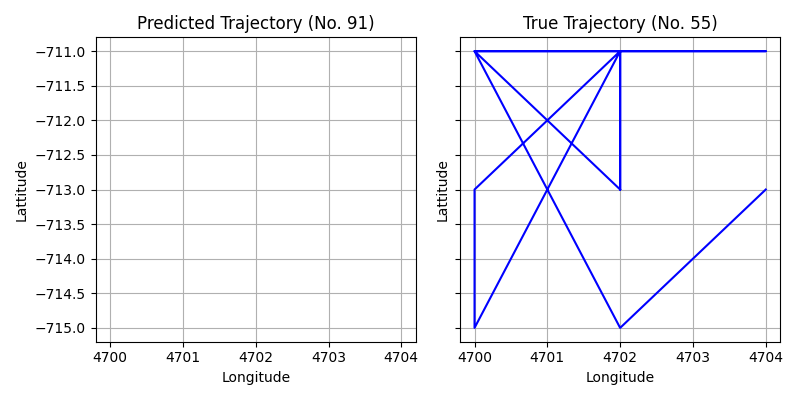 Predicted Trajectory (No. 91)
True Trajectory (No. 55)
−711.0
−711.5
−712.0
−712.5
−713.0
−713.5
−714.0
−714.5
−715.0
Lattitude
Lattitude
4700 4701 4702 4703 4704
4700 4701 4702 4703 4704
Longitude
Longitude